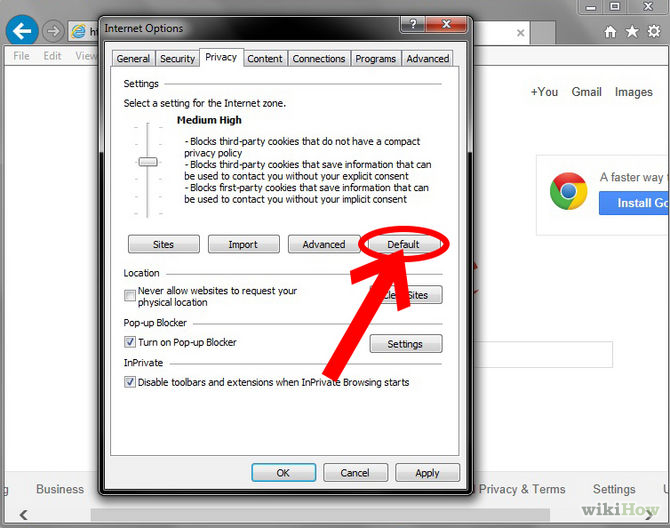 Internet Options
File Edit
General Security Privacy Content Connections Programs Advanced
+You Gmail Images
Settings
Select a setting for the Internet zone.
Medium High
- Blocks third-party cookies that do not have a compact
privacy policy
- Blocks third-party cookies that save information that can
be used to contact you without your explicit consent
- Blocks first-party cookies that save information that can
be used to contact you without your implicit consent
A faster way
Install
Sites Import Advanced Default
Location
Never allow websites to request your
physical location
Sites
Pop-up Blocker
Turn on Pop-up Blocker
Settings
InPrivate
Disable toolbars and extensions when InPrivate Browsing starts
OK Cancel Apply
Business Privacy & Terms Settings
wikiHow